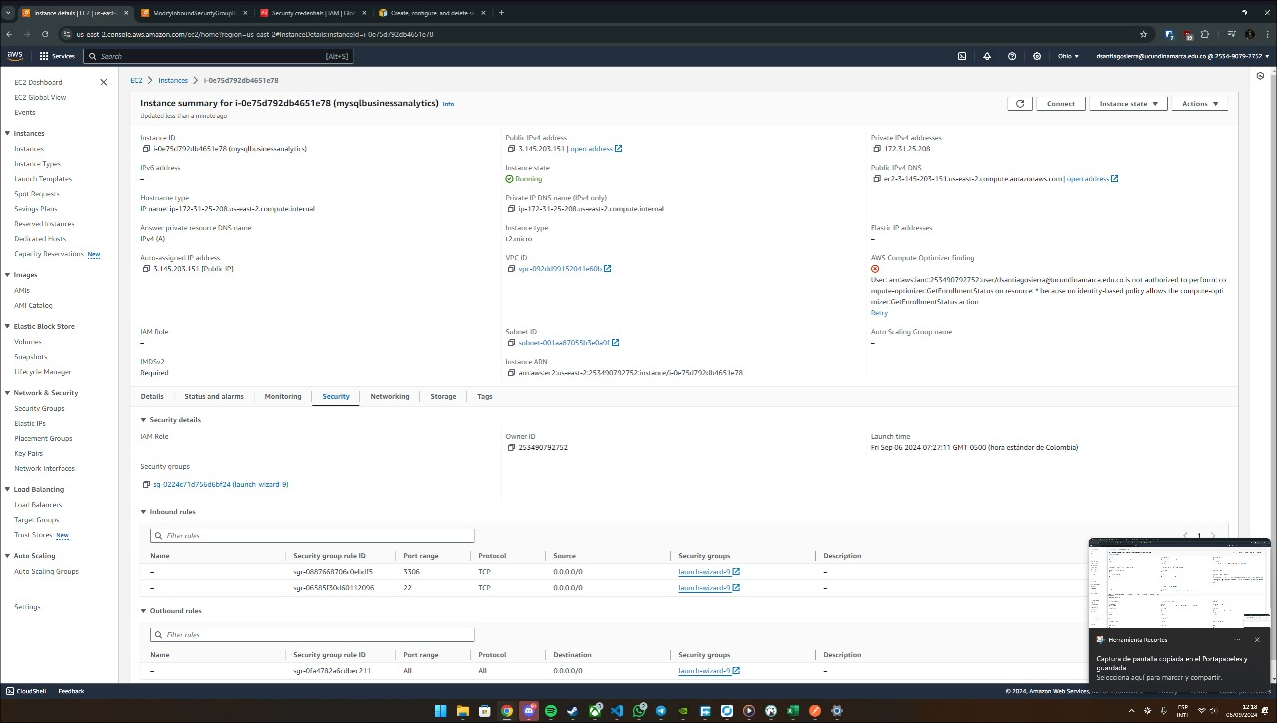 Instance details | EC2 | us-east-
ModifyInboundSecurityGroup
Security credentials | IAM | Glo
Create, configure, and delete s
us-east-2.console.aws.amazon.com/ec2/home?region=us-east-2#InstanceDetails:instanceId=i-0e75d792db4651e78
aws
Services
Search
[Alt+S]
Ohio
dsantiagosierra@ucundinamarca.edu.co @ 2534-9079-2752
EC2 Dashboard
EC2 Global View
Events
Instances
Instances
Instance Types
Launch Templates
Spot Requests
Savings Plans
Reserved Instances
Dedicated Hosts
Capacity Reservations New
Images
AMIs
AMI Catalog
Elastic Block Store
Volumes
Snapshots
Lifecycle Manager
Network & Security
Security Groups
Elastic IPs
Placement Groups
Key Pairs
Network Interfaces
Load Balancing
Load Balancers
Target Groups
Trust Stores New
Auto Scaling
Auto Scaling Groups
Settings
EC2 > Instances > i-0e75d792db4651e78
Instance summary for i-0e75d792db4651e78 (mysqlbusinessanalytics) Info
Updated less than a minute ago
Connect
Instance state
Actions
Instance ID
i-0e75d792db4651e78 (mysqlbusinessanalytics)
Public IPv4 address
3.145.203.151 | open address
Private IPv4 addresses
172.31.25.208
IPv6 address
–
Instance state
Running
Public IPv4 DNS
ec2-3-145-203-151.us-east-2.compute.amazonaws.com | open address
Hostname type
IP name: ip-172-31-25-208.us-east-2.compute.internal
Private IP DNS name (IPv4 only)
ip-172-31-25-208.us-east-2.compute.internal
Answer private resource DNS name
IPv4 (A)
Instance type
t2.micro
Elastic IP addresses
–
Auto-assigned IP address
3.145.203.151 [Public IP]
VPC ID
vpc-092dd99152041e60b
AWS Compute Optimizer finding
User: arn:aws:iam::253490792752:user/dsantiagosierra@ucundinamarca.edu.co is not authorized to perform: co
mpute-optimizer:GetEnrollmentStatus on resource: * because no identity-based policy allows the compute-opti
mizer:GetEnrollmentStatus action
Retry
IAM Role
–
Subnet ID
subnet-001aa87055b3e0a9f
Auto Scaling Group name
–
IMDSv2
Required
Instance ARN
arn:aws:ec2:us-east-2:253490792752:instance/i-0e75d792db4651e78
Details
Status and alarms
Monitoring
Security
Networking
Storage
Tags
Security details
IAM Role
Owner ID
253490792752
Launch time
Fri Sep 06 2024 07:27:11 GMT-0500 (hora estándar de Colombia)
Security groups
sg-0224c71d756d6bf24 (launch-wizard-9)
Inbound rules
Filter rules
1
Name Security group rule ID Port range Protocol Source Security groups Description
– sgr-0887668706c0ebdf5 3306 TCP 0.0.0.0/0 launch-wizard-9 –
– sgr-06585f30d60112096 22 TCP 0.0.0.0/0 launch-wizard-9 –
Outbound rules
Filter rules
Name Security group rule ID Port range Protocol Destination Security groups Description
– sgr-0fa4782a6cdbec211 All All 0.0.0.0/0 launch-wizard-9 –
Herramienta Recortes
Captura de pantalla copiada en el Portapapeles y
guardada
Selecciona aquí para marcar y compartir.
CloudShell
Feedback
© 2024, Amazon Web Services,
ESP
INTL
12:18
06/09/2024